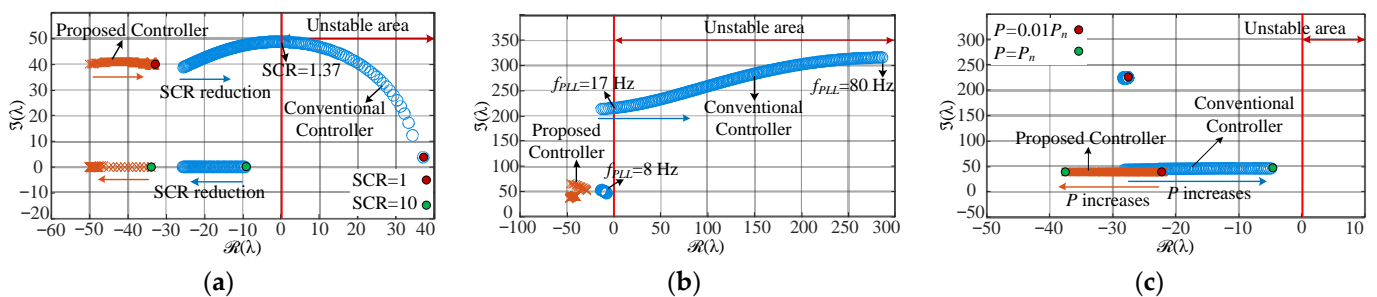 Proposed Controller
Unstable area
SCR=1.37
SCR reduction
Conventional
Controller
SCR reduction
SCR=1
SCR=10
ℑ(λ)
50
40
30
20
10
0
−10
−20
−60 −50 −40 −30 −20 −10 0 10 20 30 40
ℛ(λ)
(a)
Unstable area
f_PLL=17 Hz
f_PLL=80 Hz
Conventional
Controller
Proposed
Controller
f_PLL=8 Hz
ℑ(λ)
350
300
250
200
150
100
50
0
−100 −50 0 50 100 150 200 250 300
ℛ(λ)
(b)
P=0.01P_n
P=P_n
Unstable area
Conventional
Controller
Proposed Controller
P increases
P increases
ℑ(λ)
350
300
250
200
150
100
50
0
−50
−50 −40 −30 −20 −10 0 10
ℛ(λ)
(c)